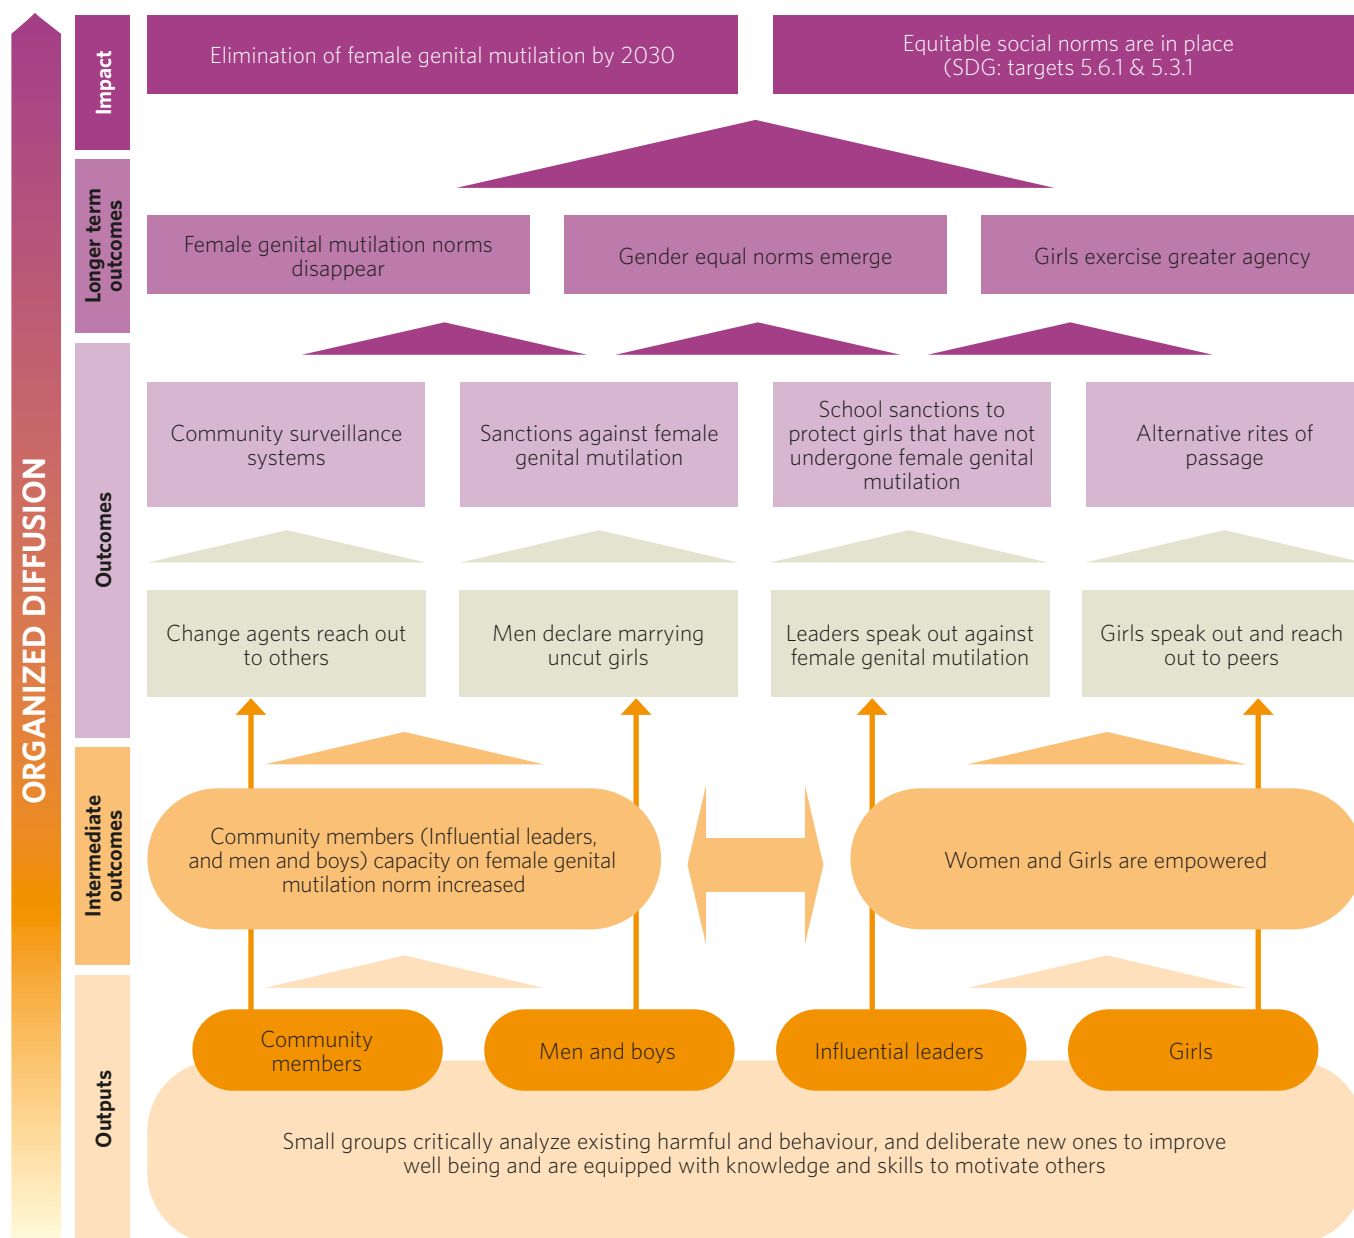 ORGANIZED DIFFUSION
Impact
Elimination of female genital mutilation by 2030
Equitable social norms are in place
(SDG: targets 5.6.1 & 5.3.1
Longer term
outcomes
Female genital mutilation norms
disappear
Gender equal norms emerge
Girls exercise greater agency
Outcomes
Community surveillance
systems
Sanctions against female
genital mutilation
School sanctions to
protect girls that have not
undergone female genital
mutilation
Alternative rites of
passage
Change agents reach out
to others
Men declare marrying
uncut girls
Leaders speak out against
female genital mutilation
Girls speak out and reach
out to peers
Intermediate
outcomes
Community members (Influential leaders,
and men and boys) capacity on female genital
mutilation norm increased
Women and Girls are empowered
Outputs
Community
members
Men and boys
Influential leaders
Girls
Small groups critically analyze existing harmful and behaviour, and deliberate new ones to improve
well being and are equipped with knowledge and skills to motivate others